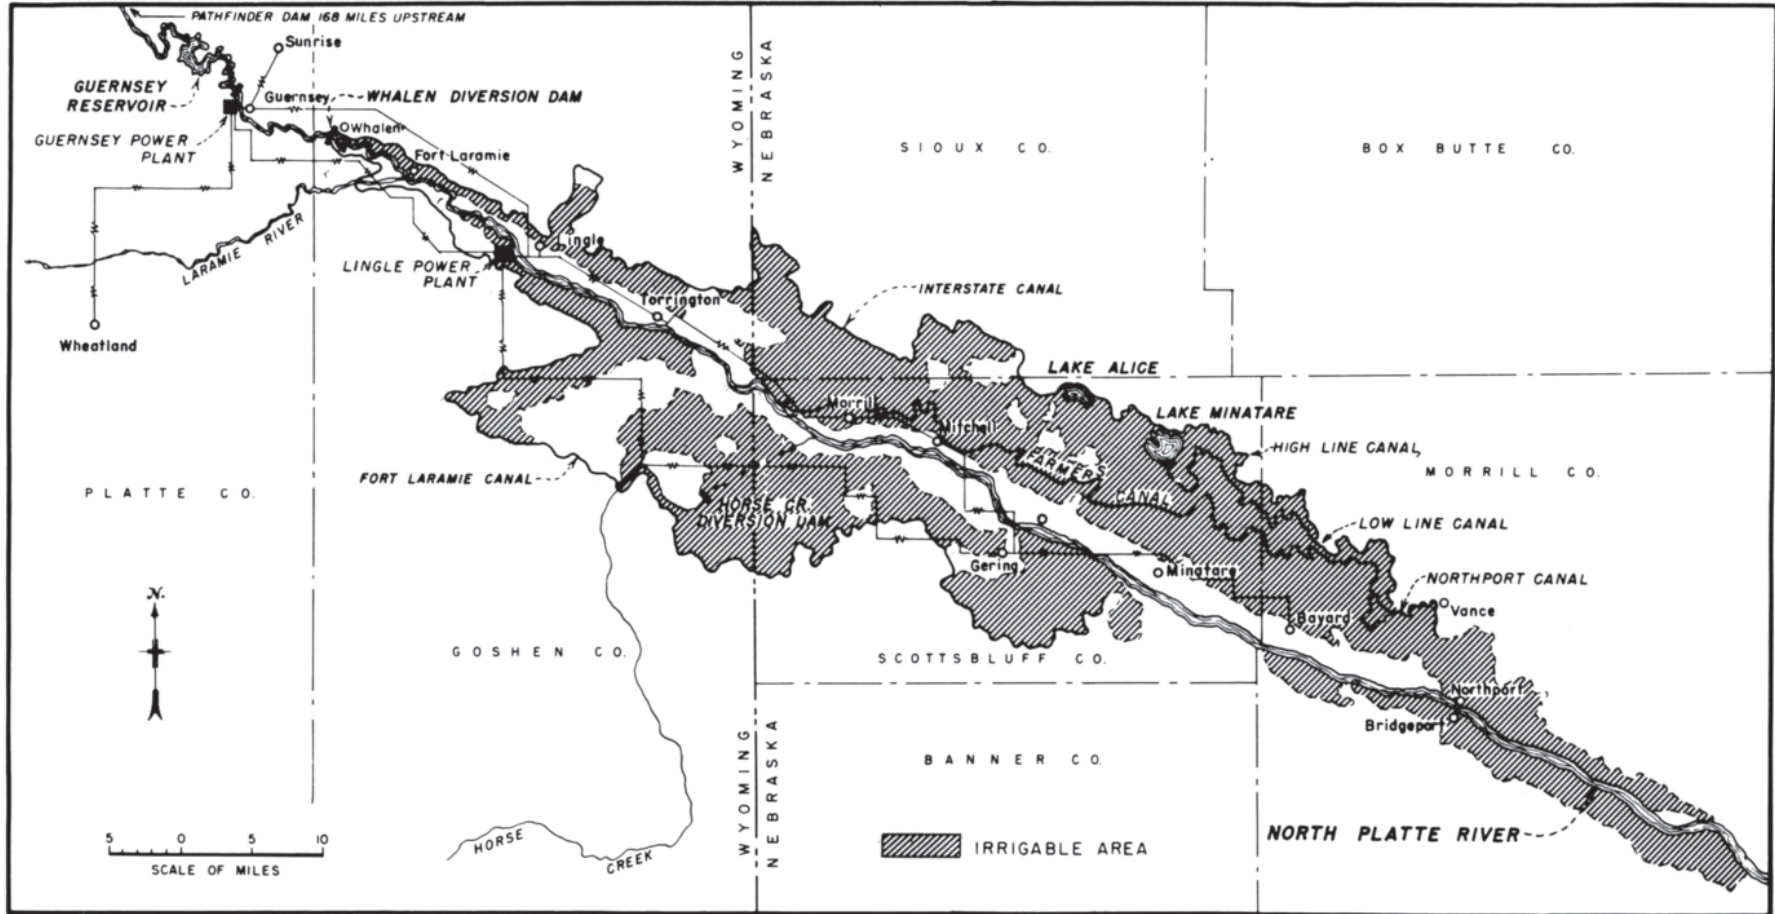 PATHFINDER DAM 168 MILES UPSTREAM
Sunrise
GUERNSEY
RESERVOIR
Guernsey
WHALEN DIVERSION DAM
GUERNSEY POWER
PLANT
Whalen
Fort Laramie
LARAMIE RIVER
Lingle
LINGLE POWER
PLANT
Wheatland
Torrington
WYOMING
NEBRASKA
SIOUX CO.
BOX BUTTE CO.
INTERSTATE CANAL
LAKE ALICE
LAKE MINATARE
Morrill
Mitchell
FARMERS
CANAL
HIGH LINE CANAL
MORRILL CO.
PLATTE CO.
FORT LARAMIE CANAL
HORSE CR.
DIVERSION DAM
LOW LINE CANAL
Gering
Minatare
NORTHPORT CANAL
Vance
Bayard
N.
GOSHEN CO.
SCOTTSBLUFF CO.
Northport
Bridgeport
WYOMING
NEBRASKA
BANNER CO.
HORSE
CREEK
NORTH PLATTE RIVER
IRRIGABLE AREA
5 0 5 10
SCALE OF MILES